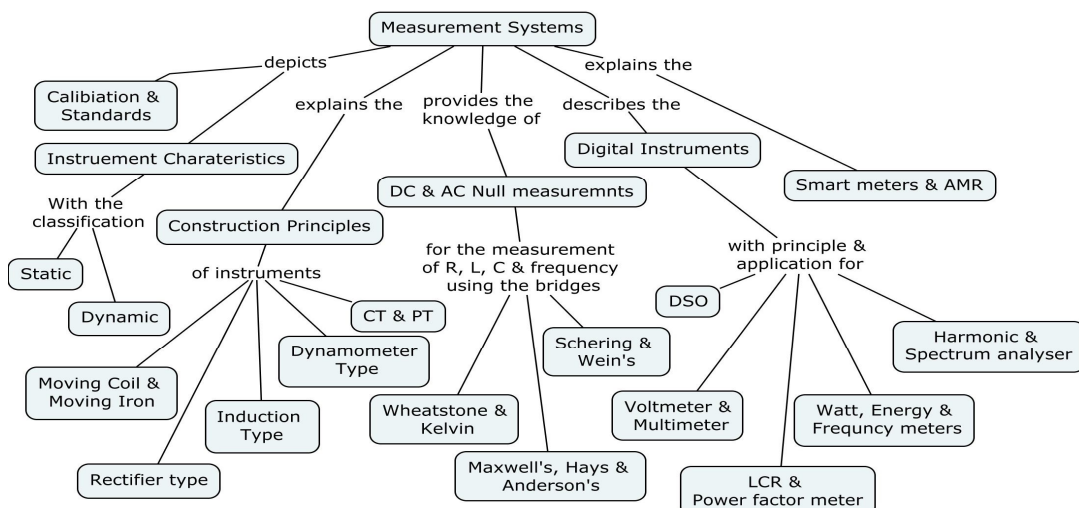 Measurement Systems
depicts
explains the
Calibiation &
Standards
explains the
provides the
knowledge of
describes the
Instruement Charateristics
Digital Instruments
DC & AC Null measuremnts
Smart meters & AMR
With the
classification
Construction Principles
for the measurement
of R, L, C & frequency
using the bridges
with principle &
application for
Static
of instruments
Dynamic
CT & PT
DSO
Dynamometer
Type
Schering &
Wein's
Harmonic &
Spectrum analyser
Moving Coil &
Moving Iron
Induction
Type
Wheatstone &
Kelvin
Voltmeter &
Multimeter
Watt, Energy &
Frequncy meters
Rectifier type
Maxwell's, Hays &
Anderson's
LCR &
Power factor meter